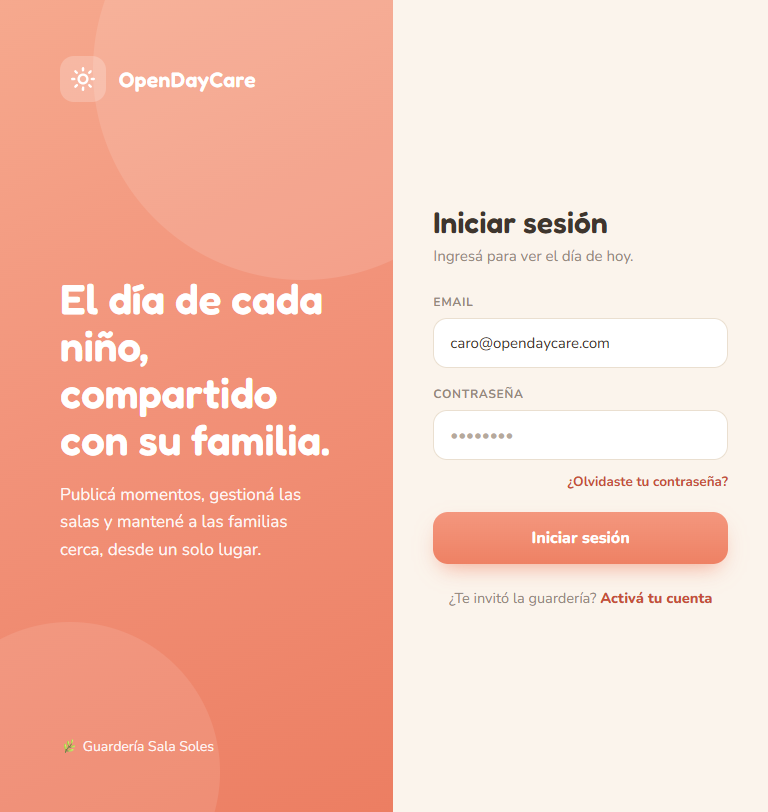 OpenDayCare
El día de cada
niño,
compartido
con su familia.
Publicá momentos, gestioná las
salas y mantené a las familias
cerca, desde un solo lugar.
Guardería Sala Soles
Iniciar sesión
Ingresá para ver el día de hoy.
EMAIL
caro@opendaycare.com
CONTRASEÑA
••••••••
¿Olvidaste tu contraseña?
Iniciar sesión
¿Te invitó la guardería? Activá tu cuenta